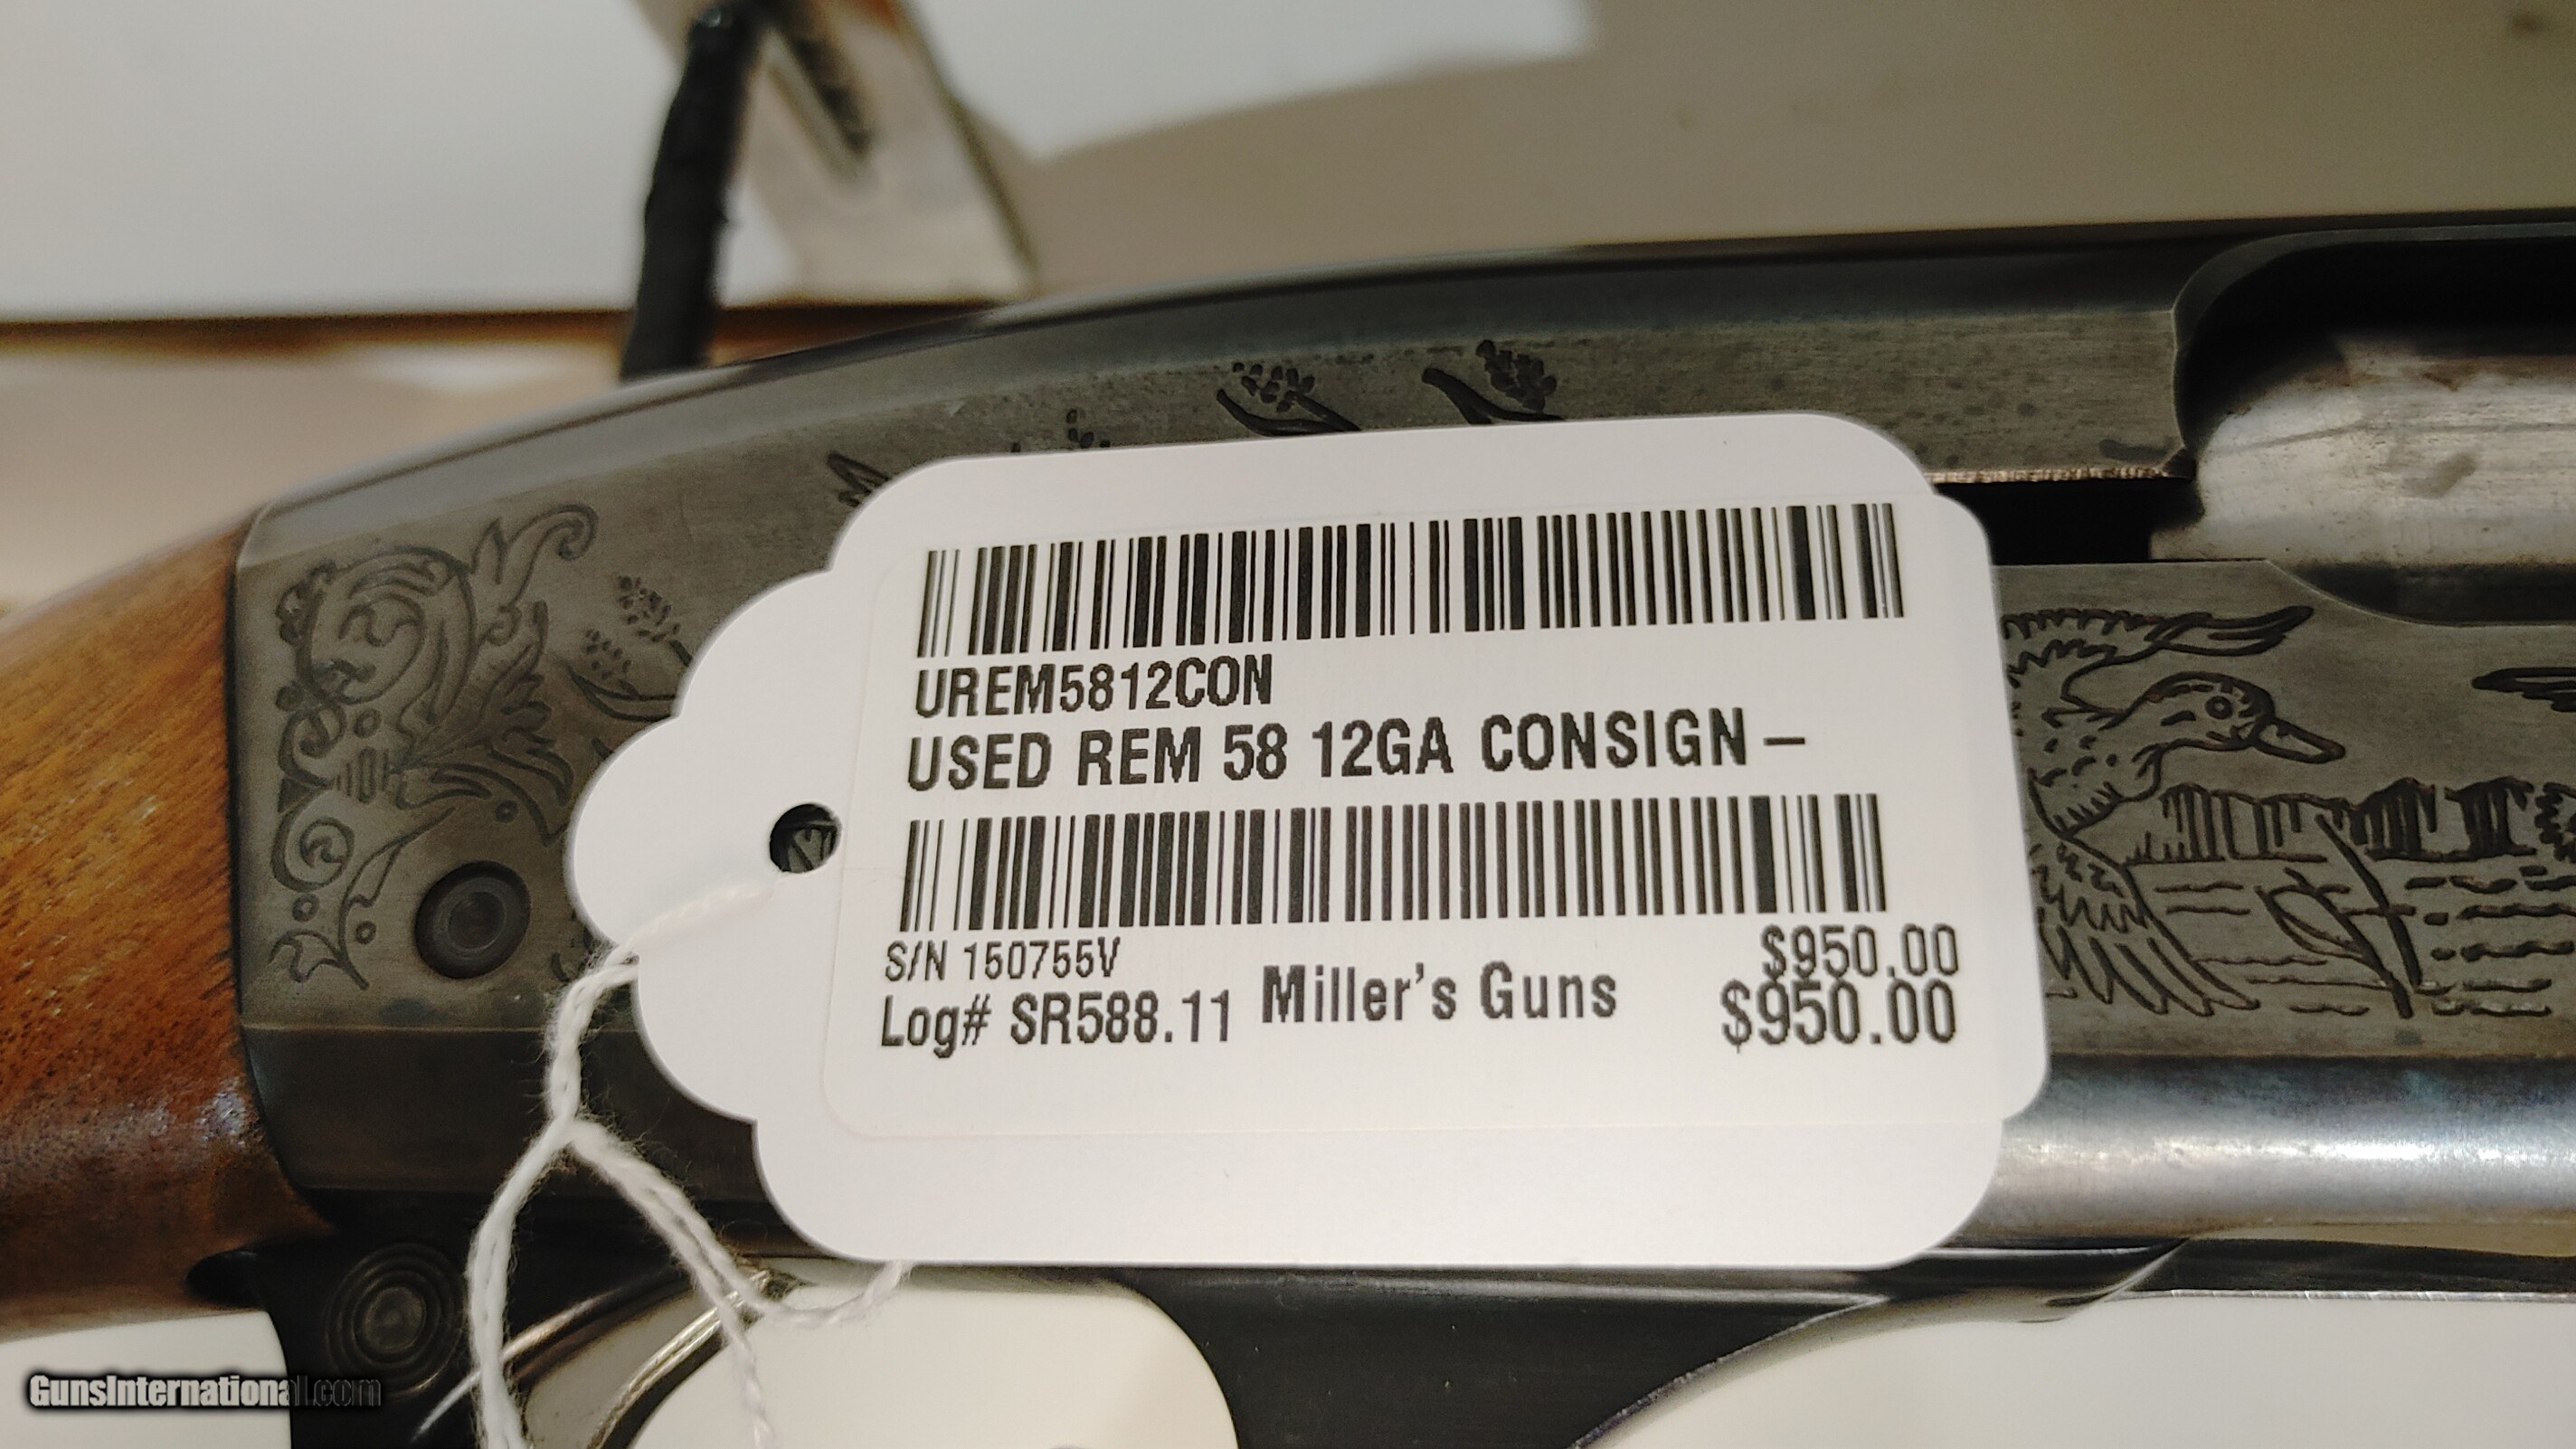 UREM5812CON
USED REM 58 12GA CONSIGN –
S/N 150755V
$950.00
Log# SR588.11
Miller's Guns
$950.00
GunsInternational.com